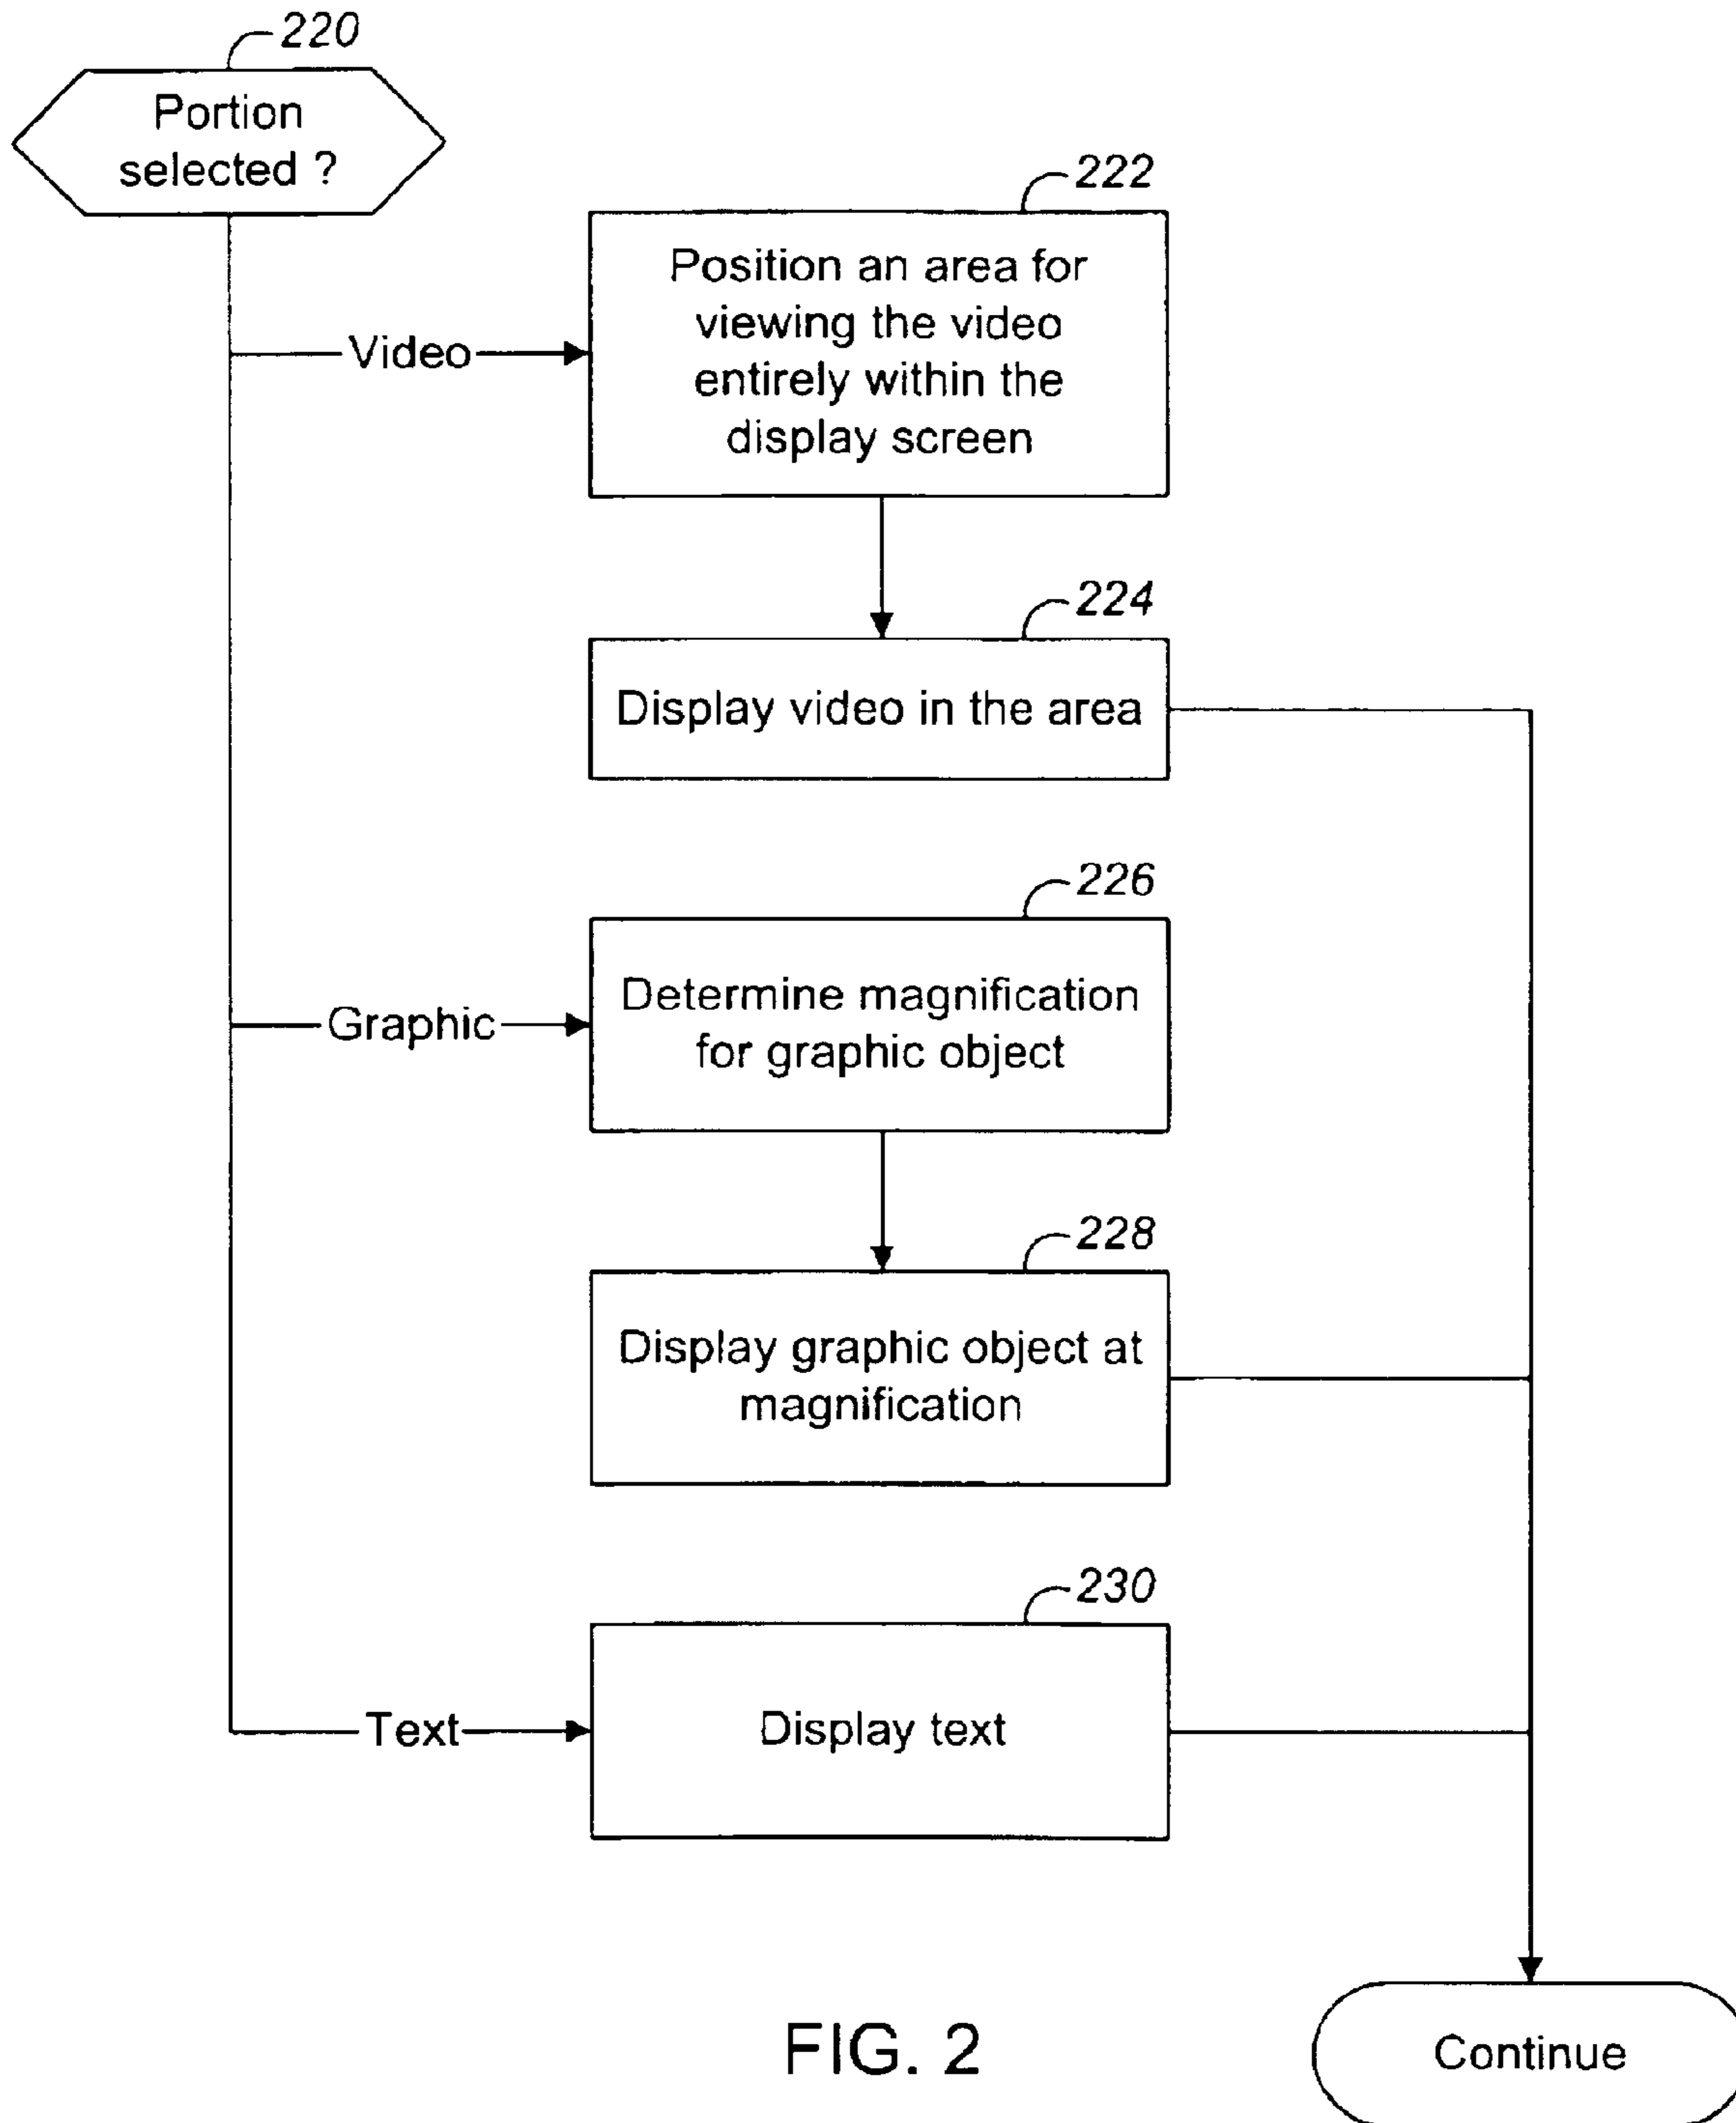 220
Portion
selected ?
222
Position an area for
viewing the video
entirely within the
display screen
Video
224
Display video in the area
226
Determine magnification
for graphic object
Graphic
228
Display graphic object at
magnification
230
Text
Display text
FIG. 2
Continue